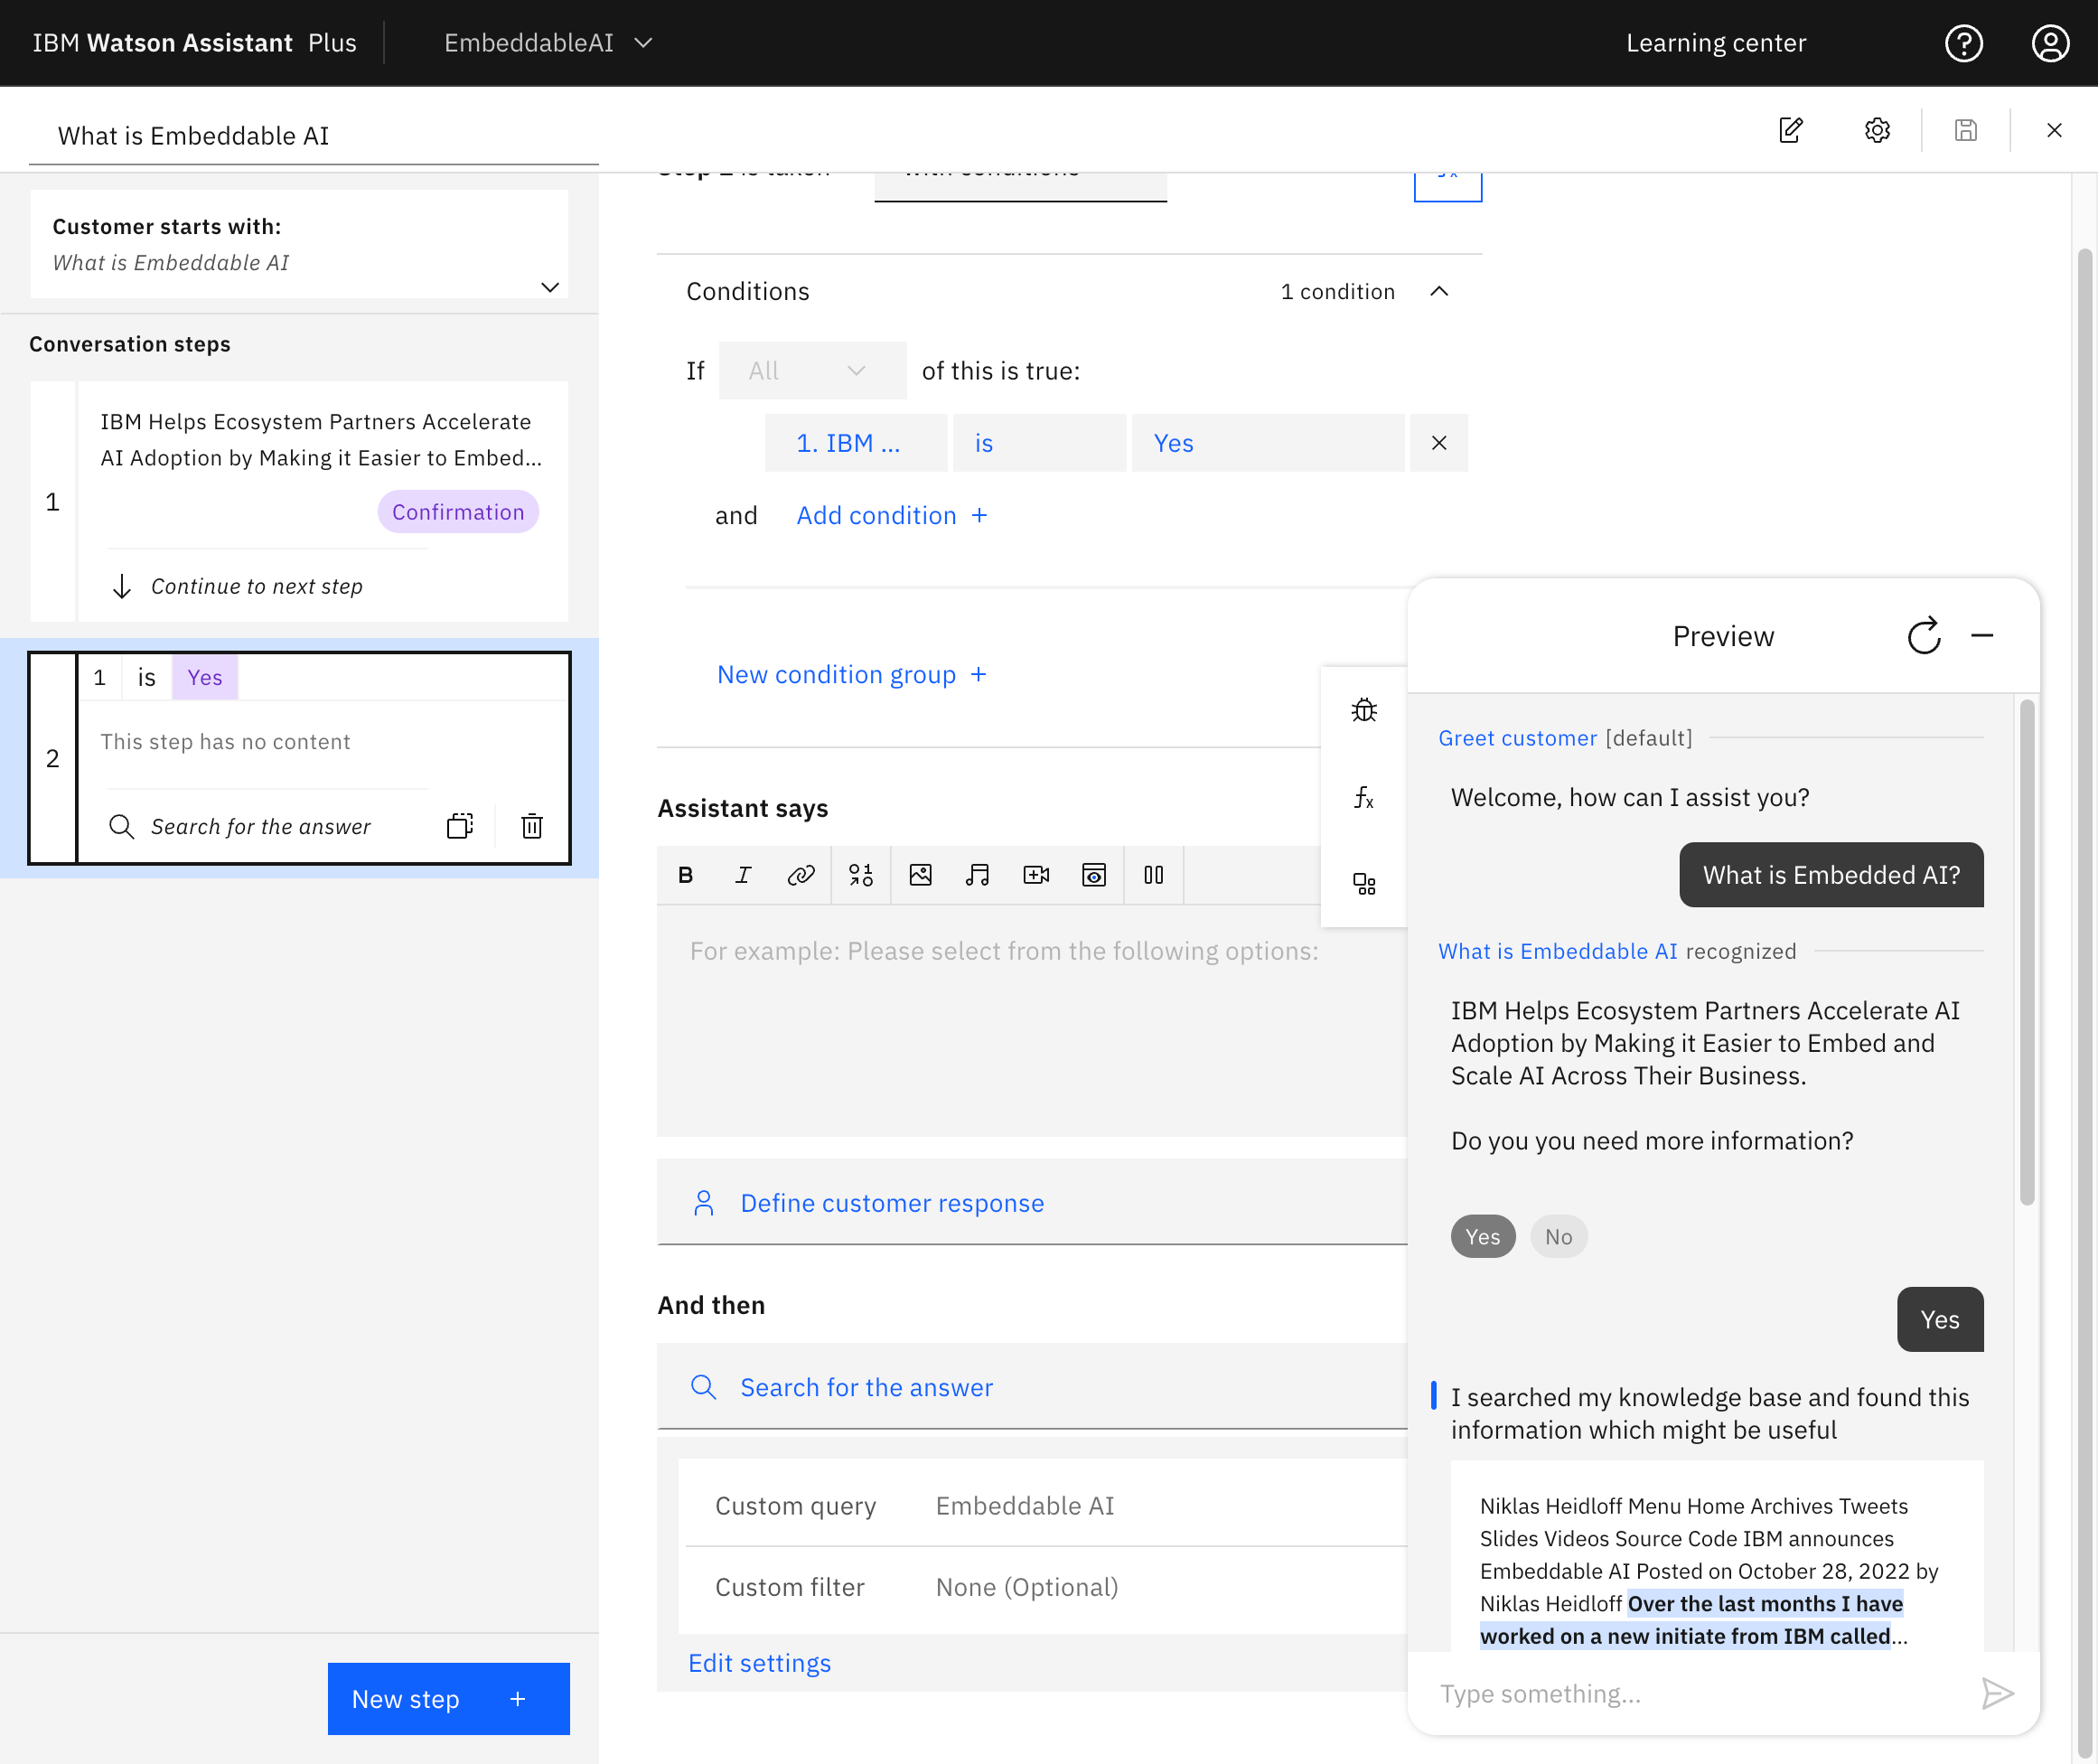 IBM Watson Assistant Plus
EmbeddableAI
Learning center
What is Embeddable AI
Customer starts with:
What is Embeddable AI
Conversation steps
1
IBM Helps Ecosystem Partners Accelerate
AI Adoption by Making it Easier to Embed...
Confirmation
Continue to next step
2
1 is Yes
This step has no content
Search for the answer
New step +
Step 2 is taken with conditions
Conditions
1 condition
If All of this is true:
1. IBM ... is Yes
and Add condition +
New condition group +
Assistant says
B I
For example: Please select from the following options:
Define customer response
And then
Search for the answer
Custom query Embeddable AI
Custom filter None (Optional)
Edit settings
Preview
Greet customer [default]
Welcome, how can I assist you?
What is Embedded AI?
What is Embeddable AI recognized
IBM Helps Ecosystem Partners Accelerate AI
Adoption by Making it Easier to Embed and
Scale AI Across Their Business.
Do you you need more information?
Yes No
Yes
I searched my knowledge base and found this
information which might be useful
Niklas Heidloff Menu Home Archives Tweets
Slides Videos Source Code IBM announces
Embeddable AI Posted on October 28, 2022 by
Niklas Heidloff Over the last months I have
worked on a new initiate from IBM called...
Type something...